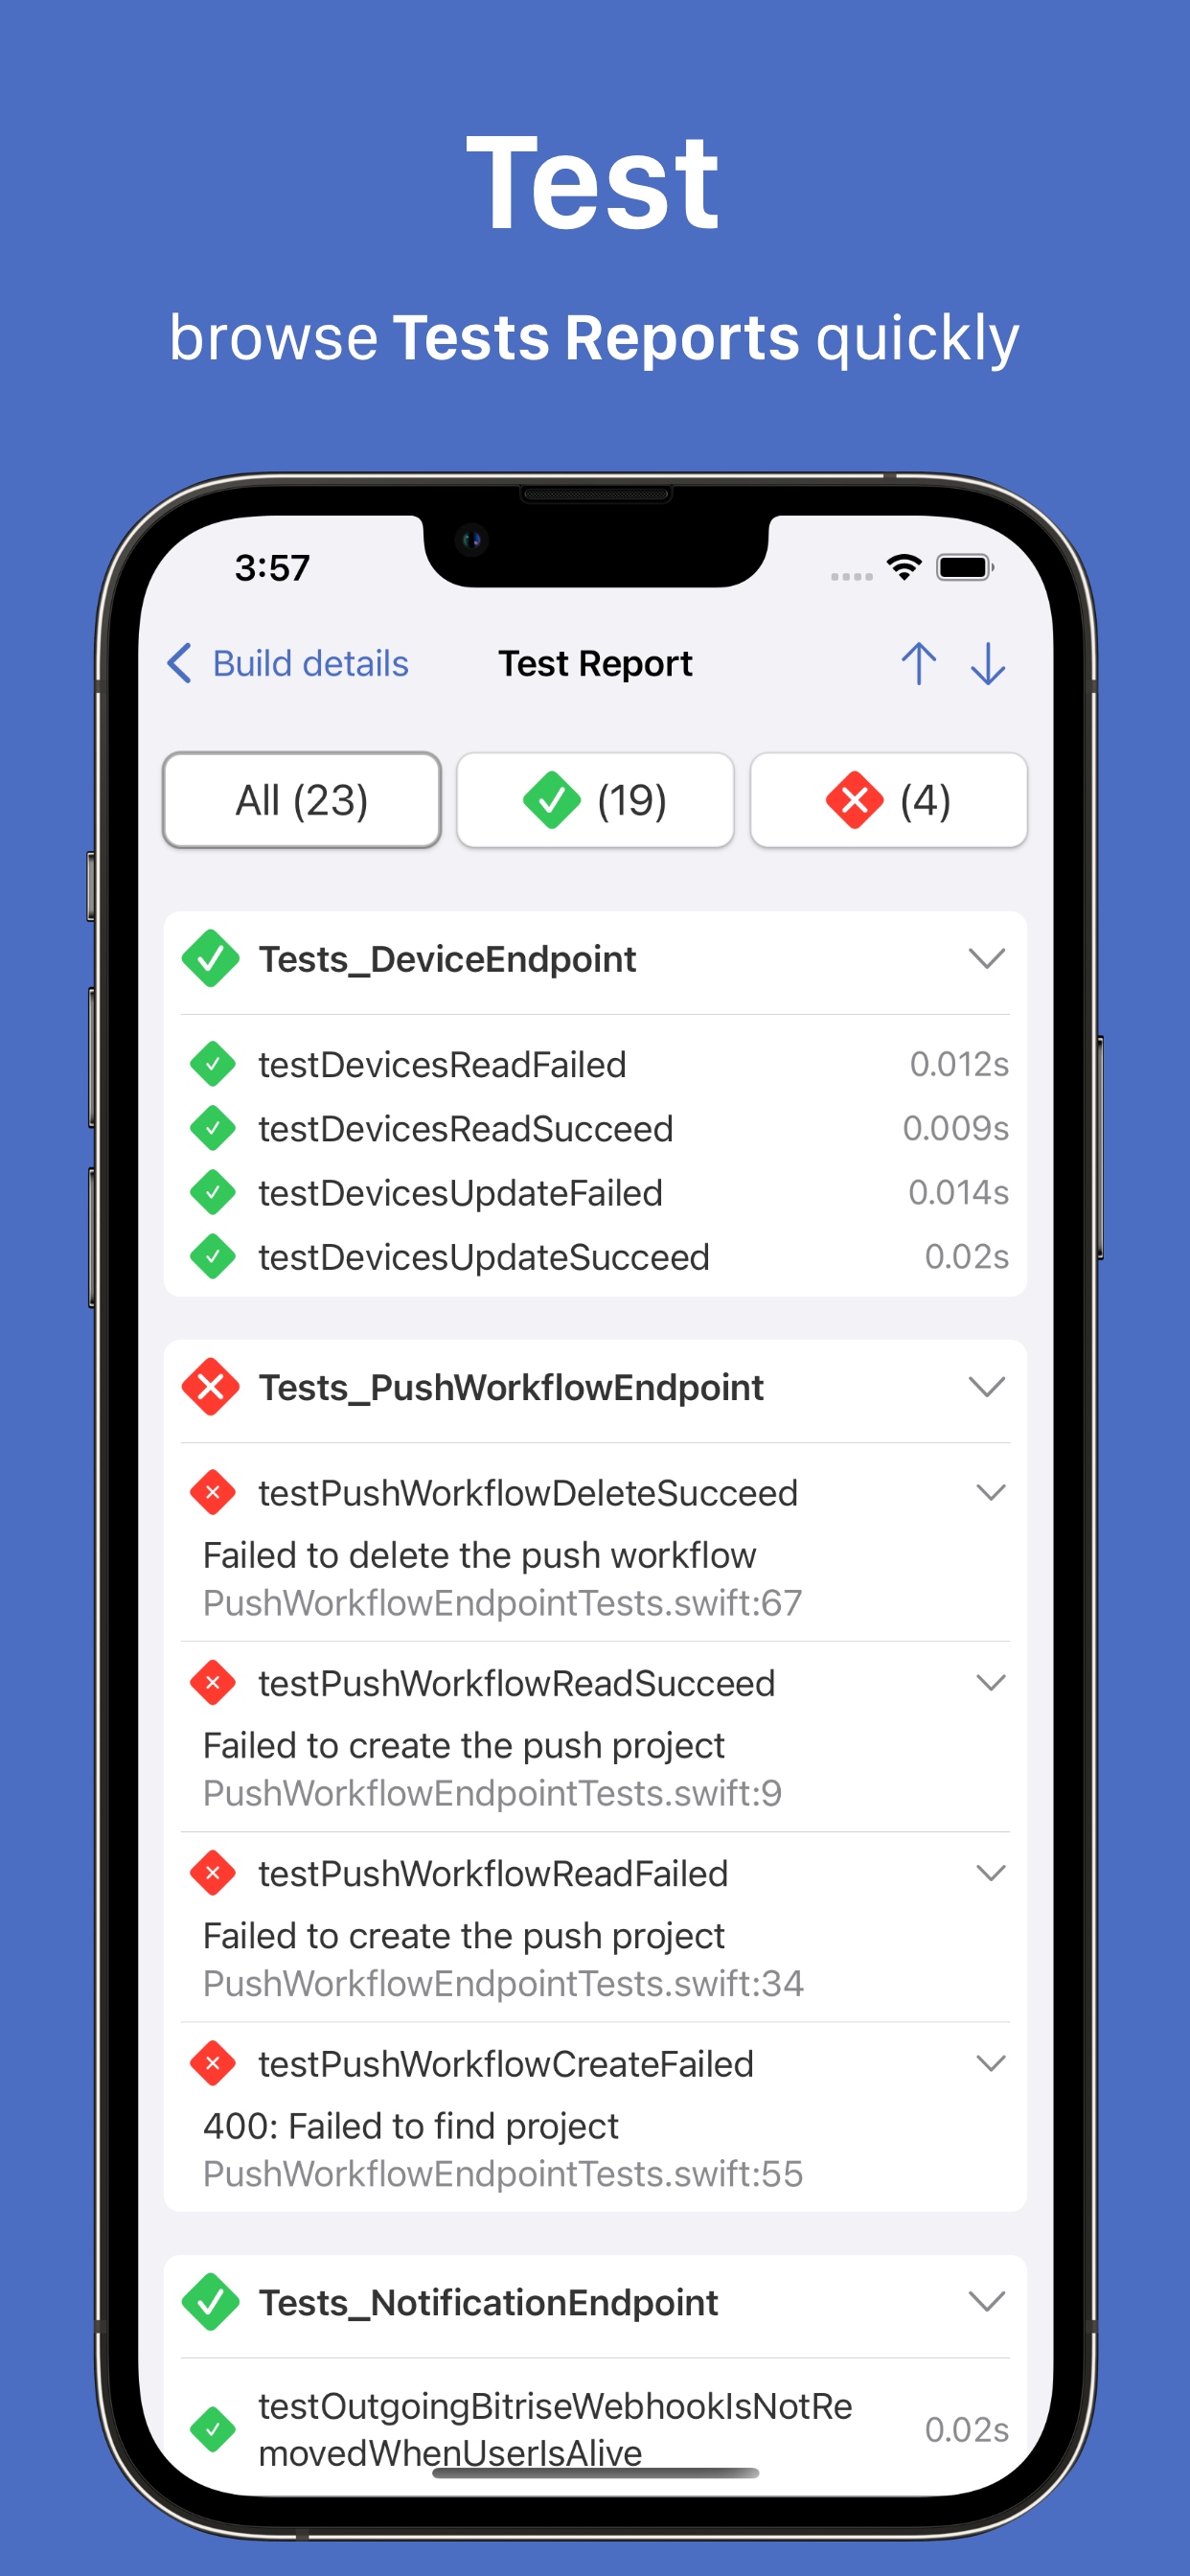 Test
browse Tests Reports quickly
3:57
Build details
Test Report
All (23)
(19)
(4)
Tests_DeviceEndpoint
testDevicesReadFailed 0.012s
testDevicesReadSucceed 0.009s
testDevicesUpdateFailed 0.014s
testDevicesUpdateSucceed 0.02s
Tests_PushWorkflowEndpoint
testPushWorkflowDeleteSucceed
Failed to delete the push workflow
PushWorkflowEndpointTests.swift:67
testPushWorkflowReadSucceed
Failed to create the push project
PushWorkflowEndpointTests.swift:9
testPushWorkflowReadFailed
Failed to create the push project
PushWorkflowEndpointTests.swift:34
testPushWorkflowCreateFailed
400: Failed to find project
PushWorkflowEndpointTests.swift:55
Tests_NotificationEndpoint
testOutgoingBitriseWebhookIsNotRe
movedWhenUserIsAlive
0.02s